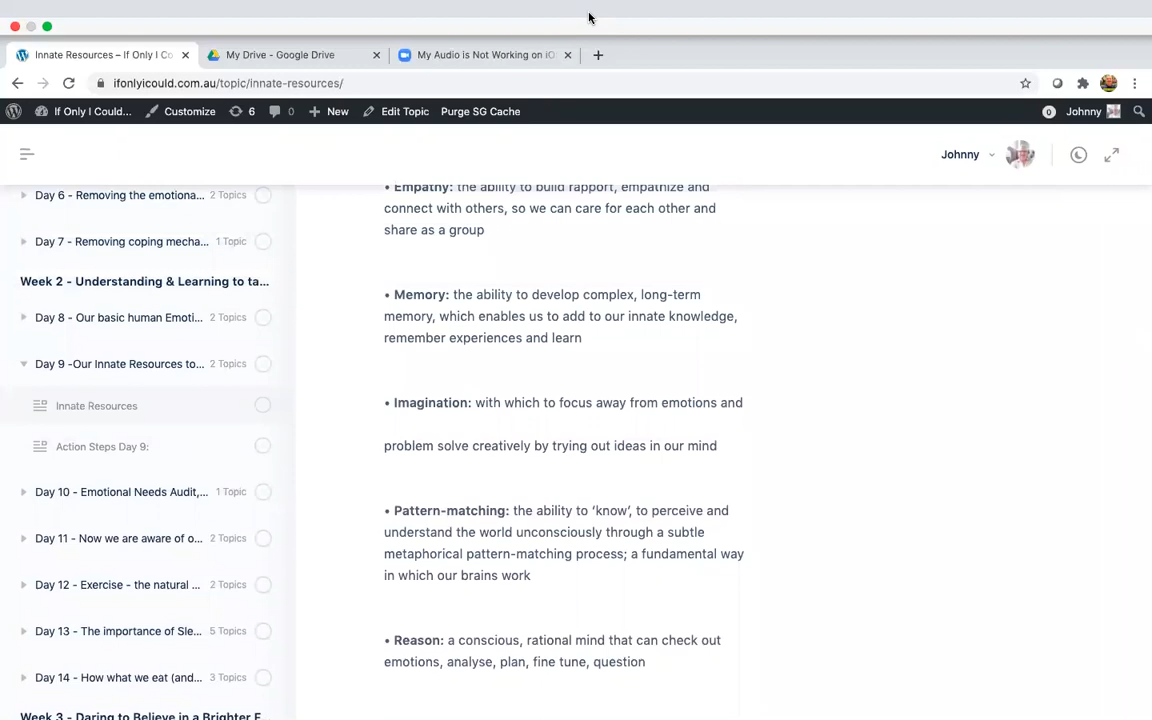 Innate Resources – If Only I Co
My Drive - Google Drive
My Audio is Not Working on iO
ifonlyicould.com.au/topic/innate-resources/
If Only I Could... Customize 6 0 New Edit Topic Purge SG Cache 0 Johnny
Johnny
Day 6 - Removing the emotiona... 2 Topics
Day 7 - Removing coping mecha... 1 Topic
Week 2 - Understanding & Learning to ta...
Day 8 - Our basic human Emoti... 2 Topics
Day 9 -Our Innate Resources to... 2 Topics
Innate Resources
Action Steps Day 9:
Day 10 - Emotional Needs Audit,... 1 Topic
Day 11 - Now we are aware of o... 2 Topics
Day 12 - Exercise - the natural ... 2 Topics
Day 13 - The importance of Sle... 5 Topics
Day 14 - How what we eat (and... 3 Topics
Week 3 - Daring to Believe in a Brighter F...
• Empathy: the ability to build rapport, empathize and
connect with others, so we can care for each other and
share as a group
• Memory: the ability to develop complex, long-term
memory, which enables us to add to our innate knowledge,
remember experiences and learn
• Imagination: with which to focus away from emotions and
problem solve creatively by trying out ideas in our mind
• Pattern-matching: the ability to ‘know’, to perceive and
understand the world unconsciously through a subtle
metaphorical pattern-matching process; a fundamental way
in which our brains work
• Reason: a conscious, rational mind that can check out
emotions, analyse, plan, fine tune, question